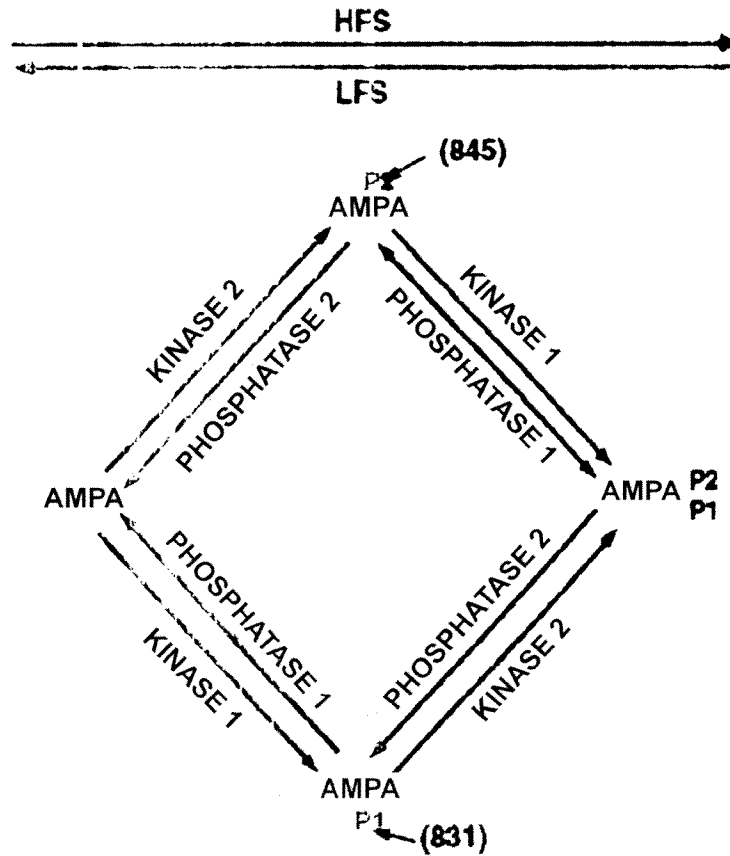 HFS
LFS
(845)
P2
AMPA
KINASE 2
PHOSPHATASE 2
KINASE 1
PHOSPHATASE 1
AMPA
AMPA P2
P1
PHOSPHATASE 1
KINASE 1
PHOSPHATASE 2
KINASE 2
AMPA
P1
(831)